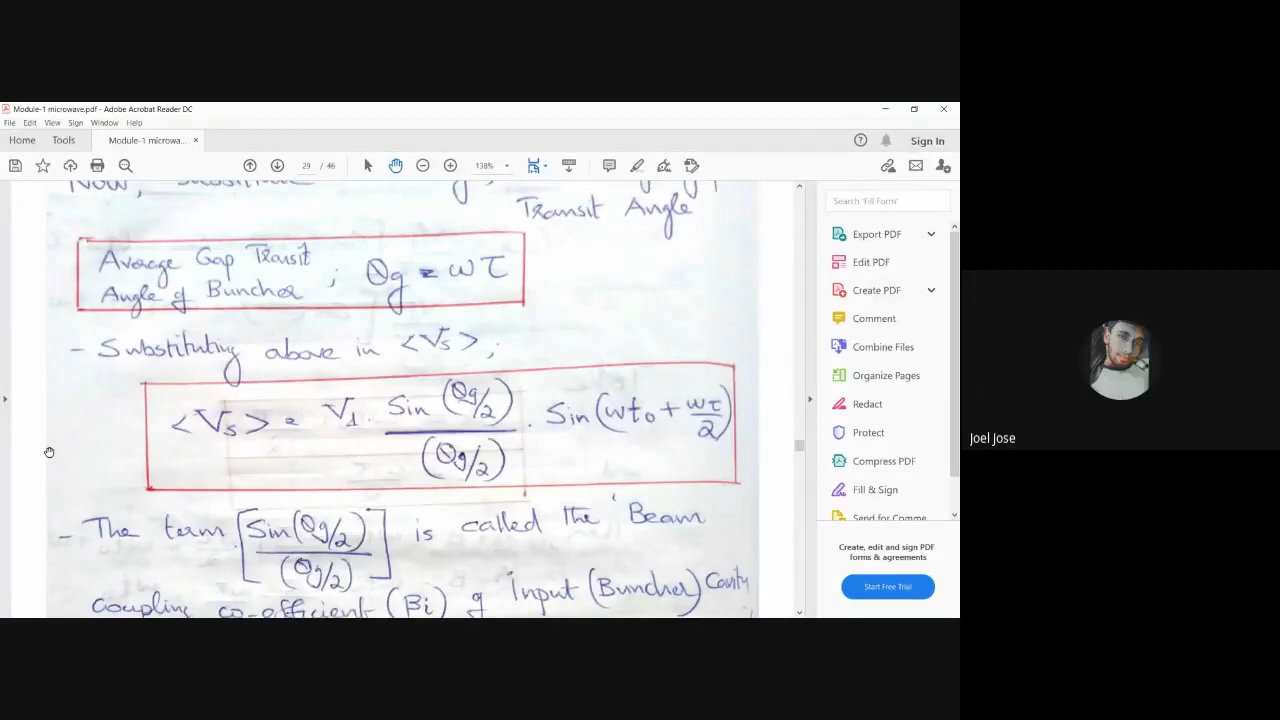 Module-1 microwave.pdf - Adobe Acrobat Reader DC
File Edit View Sign Window Help
Home Tools Module-1 microwa... × Sign In
29 / 46 138%
Now,
Transit Angle
Average Gap Transit
Angle of Buncher ; θg = ωτ
- Substituting above in <Vs>;
<Vs> = V1. Sin (θg/2) / (θg/2) . Sin (ωt0 + ωτ/2)
- The term [Sin(θg/2) / (θg/2)] is called the 'Beam
coupling co-efficient (βi) of Input (Buncher) Cavity
Search 'Fill Form'
Export PDF
Edit PDF
Create PDF
Comment
Combine Files
Organize Pages
Redact
Protect
Compress PDF
Fill & Sign
Send for Comme
Create, edit and sign PDF
forms & agreements
Start Free Trial
Joel Jose